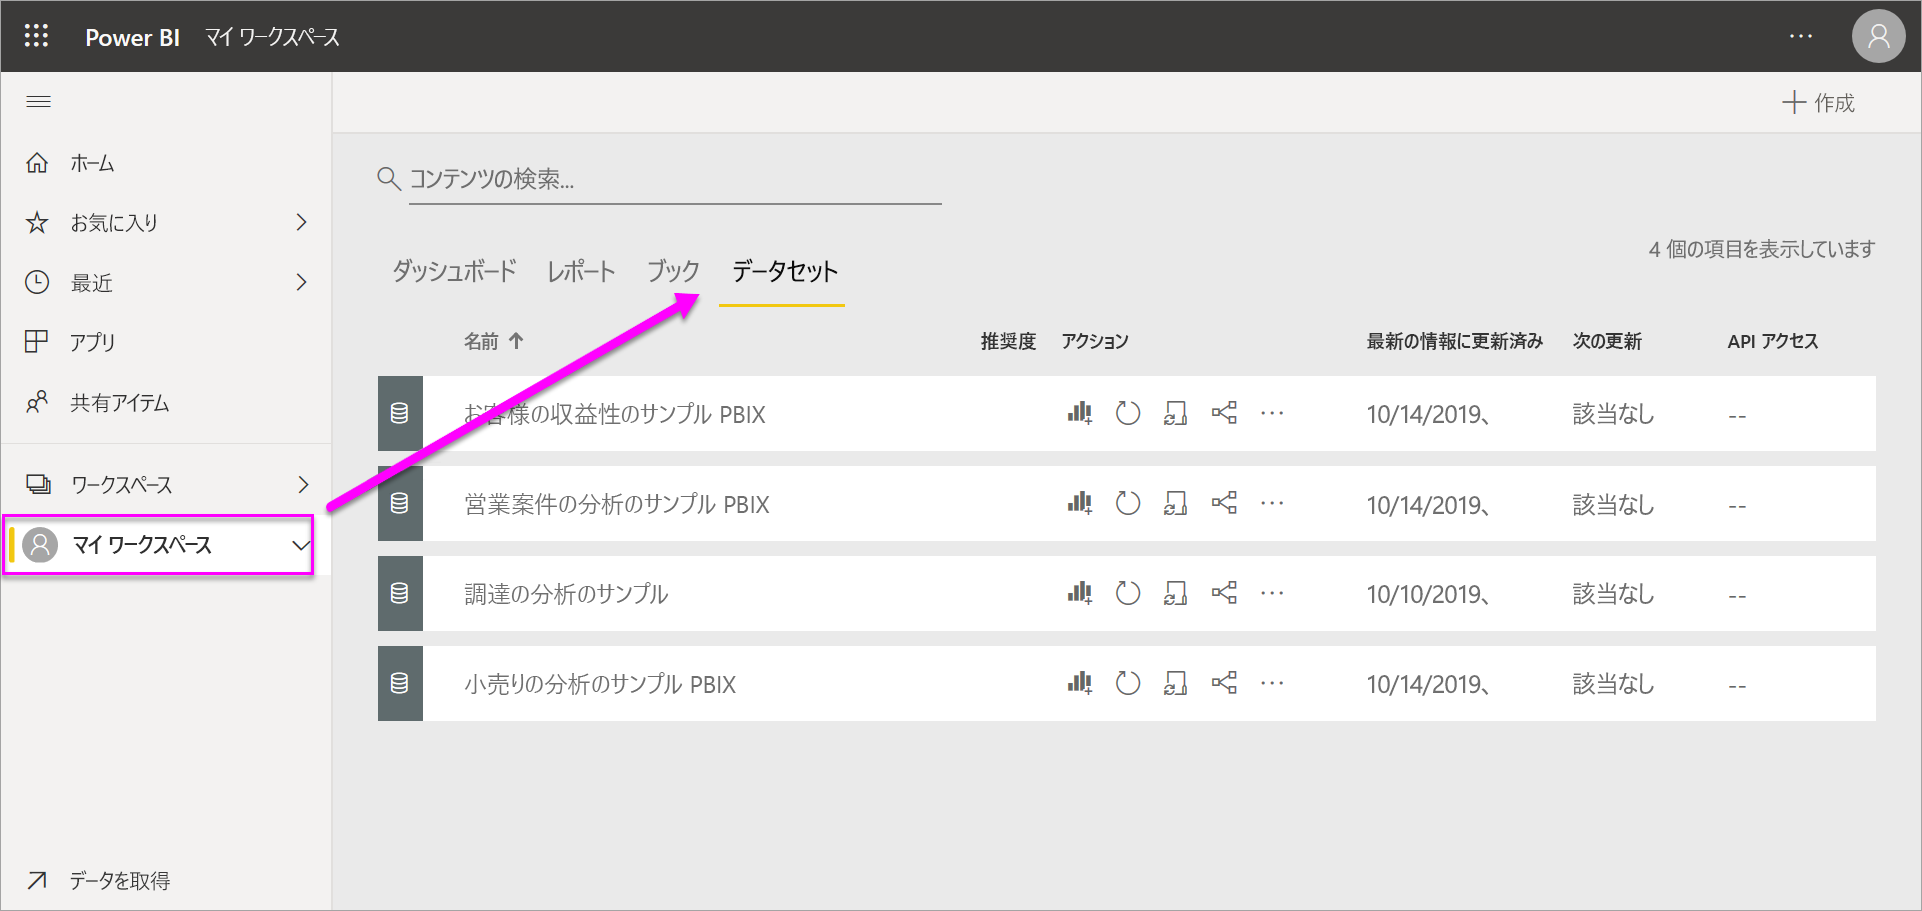 Power BI マイ ワークスペース
作成
ホーム
お気に入り
最近
アプリ
共有アイテム
ワークスペース
マイ ワークスペース
データを取得
コンテンツの検索...
4 個の項目を表示しています
ダッシュボード レポート ブック データセット
名前 推奨度 アクション 最新の情報に更新済み 次の更新 API アクセス
お客様の収益性のサンプル PBIX 10/14/2019、 該当なし --
営業案件の分析のサンプル PBIX 10/14/2019、 該当なし --
調達の分析のサンプル 10/10/2019、 該当なし --
小売りの分析のサンプル PBIX 10/14/2019、 該当なし --